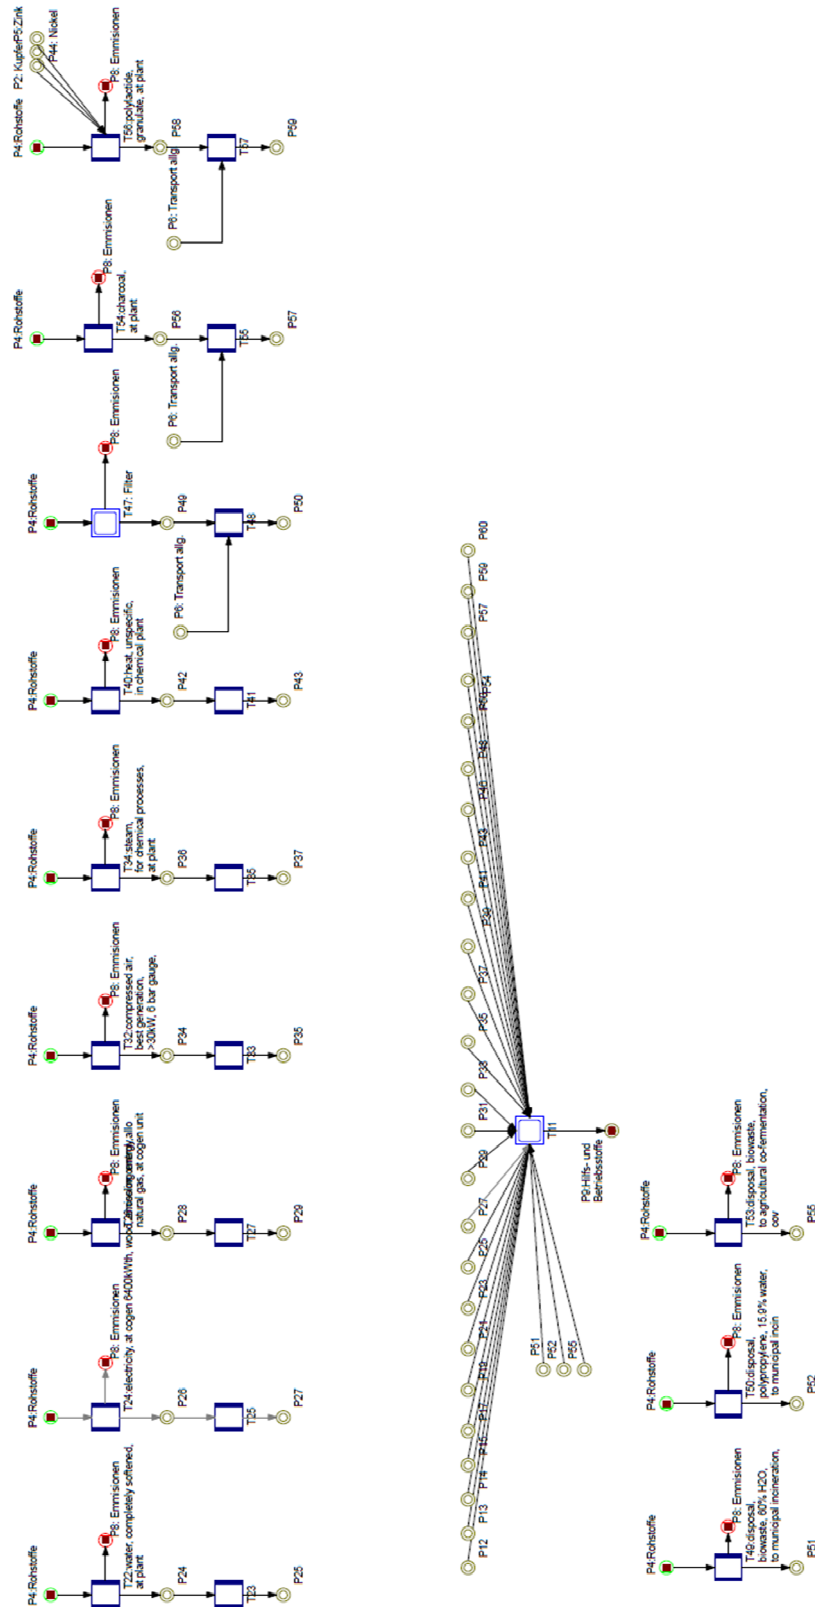 P2: Kupfer
P5:Zink
P44: Nickel
P4:Rohstoffe
P8: Emmisionen
T56:polylactide,
granulate, at plant
P58
P6: Transport allg.
T57
P59
P4:Rohstoffe
P8: Emmisionen
T54:charcoal,
at plant
P56
P6: Transport allg.
T55
P57
P4:Rohstoffe
P8: Emmisionen
T47: Filter
P49
P6: Transport allg.
T48
P50
P4:Rohstoffe
P8: Emmisionen
T40:heat, unspecific,
in chemical plant
P42
T41
P43
P4:Rohstoffe
P8: Emmisionen
T34:steam,
for chemical processes,
at plant
P36
T35
P37
P4:Rohstoffe
P8: Emmisionen
T32:compressed air,
best generation,
>30kW, 6 bar gauge,
P34
T33
P35
P4:Rohstoffe
P8: Emmisionen
natural gas, at cogen unit
P28
T27
P29
P4:Rohstoffe
P8: Emmisionen
T24:electricity, at cogen 6400kWth, wood,
P26
T25
P27
P4:Rohstoffe
P8: Emmisionen
T22:water, completely softened,
at plant
P24
T23
P25
P60
P59
P57
P54
P48
P43
P41
P39
P37
P35
P33
P31
P29
P27
P25
P23
P21
P19
P17
P15
P14
P13
P12
T11
P9:Hilfs- und
Betriebsstoffe
P51
P52
P55
P4:Rohstoffe
P8: Emmisionen
T53:disposal, biowaste,
to agricultural co-fermentation,
cov
P55
P4:Rohstoffe
P8: Emmisionen
T50:disposal,
polypropylene, 15.9% water,
to municipal incin
P52
P4:Rohstoffe
P8: Emmisionen
T49:disposal,
biowaste, 60% H2O,
to municipal incineration,
P51